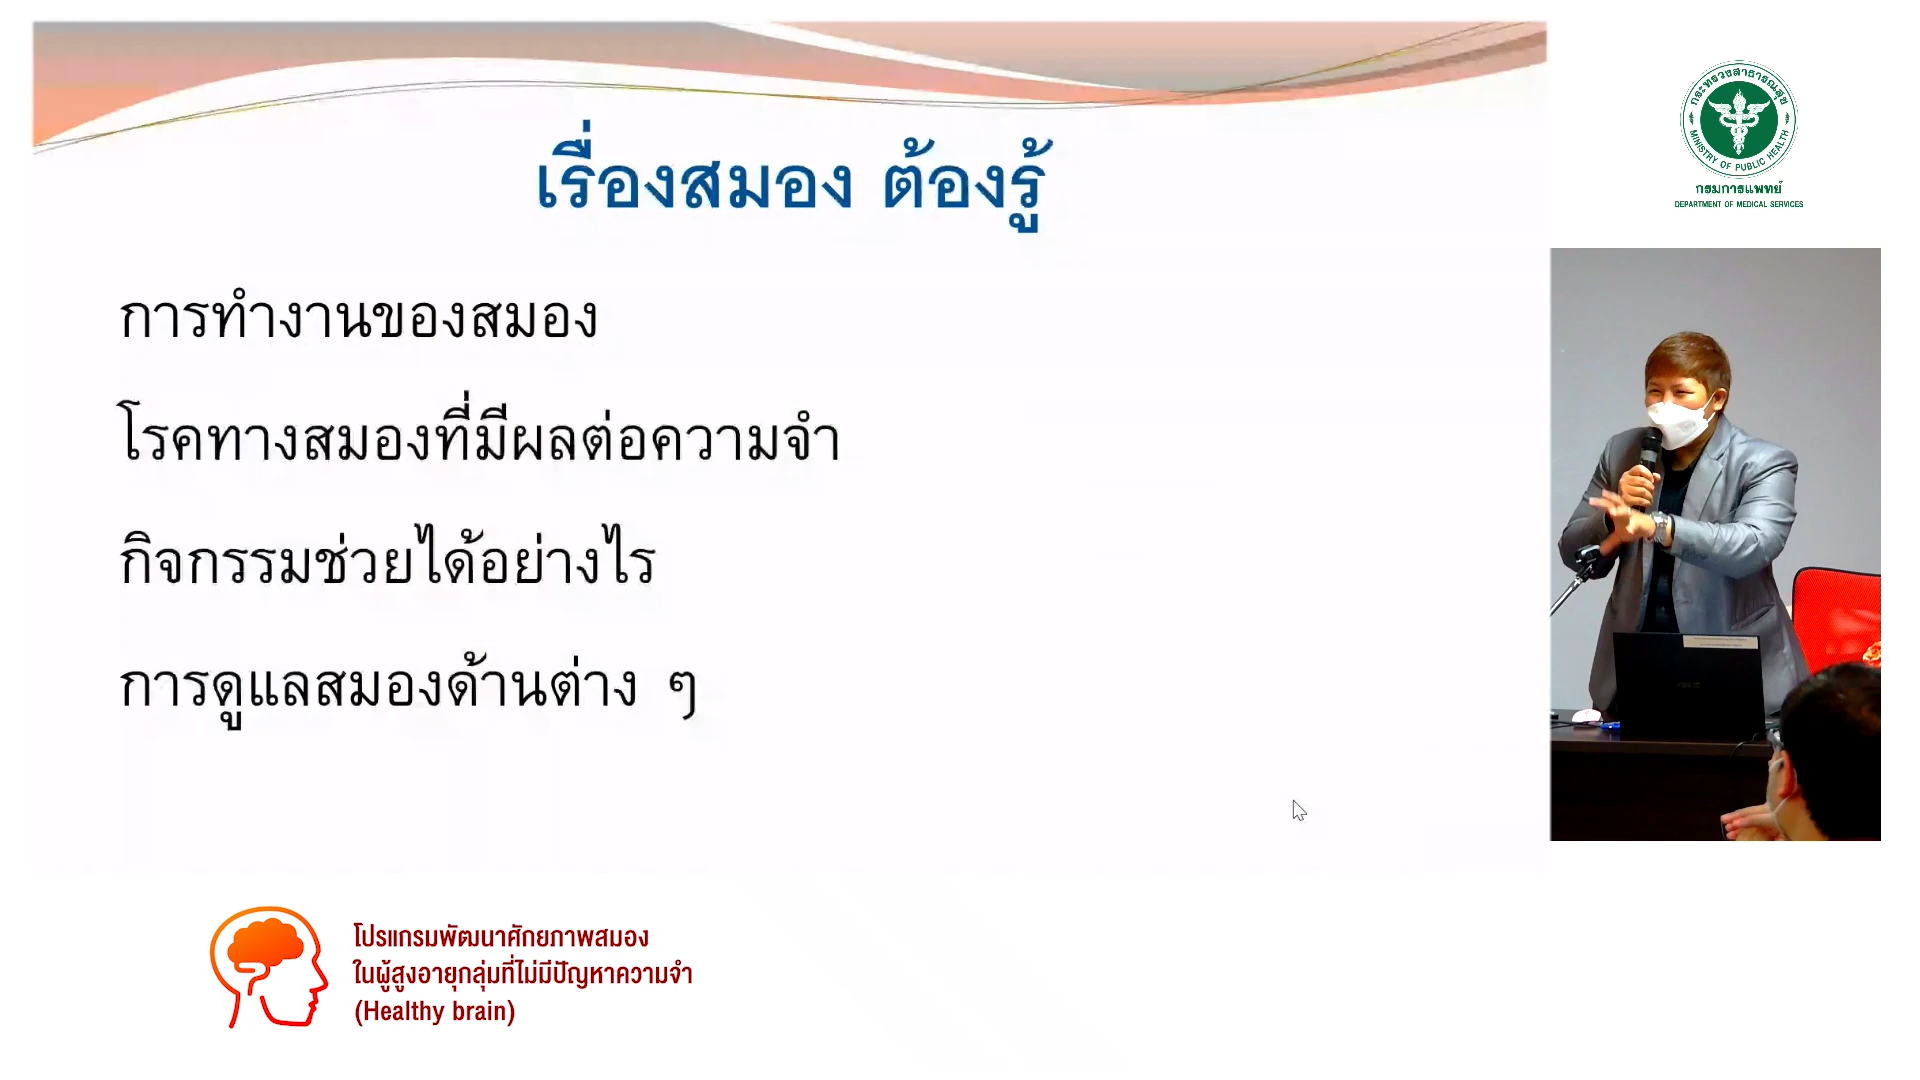 เรื่องสมอง ต้องรู้
การทำงานของสมอง
โรคทางสมองที่มีผลต่อความจำ
กิจกรรมช่วยได้อย่างไร
การดูแลสมองด้านต่าง ๆ
กระทรวงสาธารณสุข
MINISTRY OF PUBLIC HEALTH
กรมการแพทย์
DEPARTMENT OF MEDICAL SERVICES
โปรแกรมพัฒนาศักยภาพสมอง
ในผู้สูงอายุกลุ่มที่ไม่มีปัญหาความจำ
(Healthy brain)